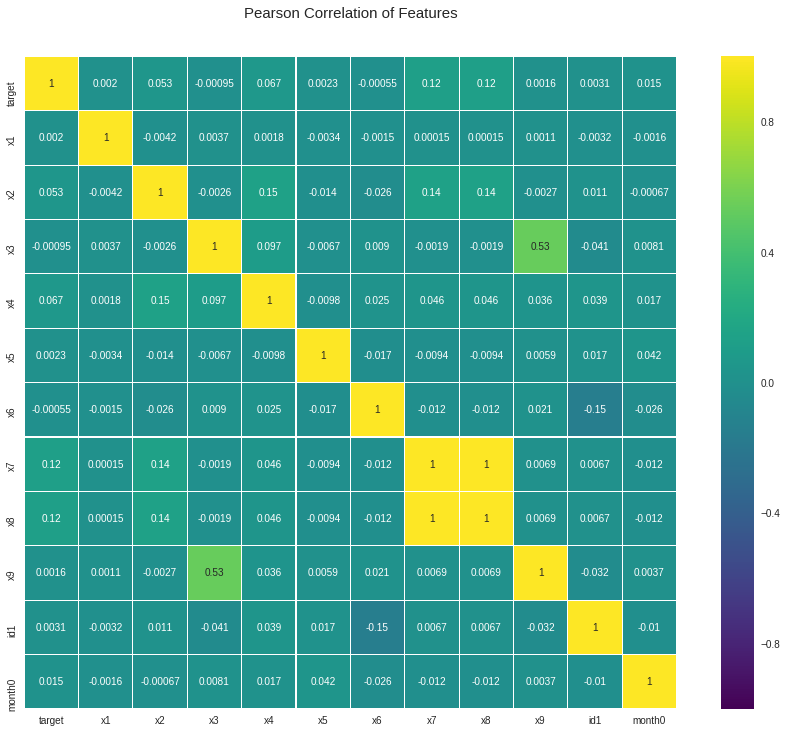 Pearson Correlation of Features
target 1 0.002 0.053 -0.00095 0.067 0.0023 -0.00055 0.12 0.12 0.0016 0.0031 0.015
x1 0.002 1 -0.0042 0.0037 0.0018 -0.0034 -0.0015 0.00015 0.00015 0.0011 -0.0032 -0.0016
x2 0.053 -0.0042 1 -0.0026 0.15 -0.014 -0.026 0.14 0.14 -0.0027 0.011 -0.00067
x3 -0.00095 0.0037 -0.0026 1 0.097 -0.0067 0.009 -0.0019 -0.0019 0.53 -0.041 0.0081
x4 0.067 0.0018 0.15 0.097 1 -0.0098 0.025 0.046 0.046 0.036 0.039 0.017
x5 0.0023 -0.0034 -0.014 -0.0067 -0.0098 1 -0.017 -0.0094 -0.0094 0.0059 0.017 0.042
x6 -0.00055 -0.0015 -0.026 0.009 0.025 -0.017 1 -0.012 -0.012 0.021 -0.15 -0.026
x7 0.12 0.00015 0.14 -0.0019 0.046 -0.0094 -0.012 1 1 0.0069 0.0067 -0.012
x8 0.12 0.00015 0.14 -0.0019 0.046 -0.0094 -0.012 1 1 0.0069 0.0067 -0.012
x9 0.0016 0.0011 -0.0027 0.53 0.036 0.0059 0.021 0.0069 0.0069 1 -0.032 0.0037
id1 0.0031 -0.0032 0.011 -0.041 0.039 0.017 -0.15 0.0067 0.0067 -0.032 1 -0.01
month0 0.015 -0.0016 -0.00067 0.0081 0.017 0.042 -0.026 -0.012 -0.012 0.0037 -0.01 1
target x1 x2 x3 x4 x5 x6 x7 x8 x9 id1 month0
0.8
0.4
0.0
−0.4
−0.8